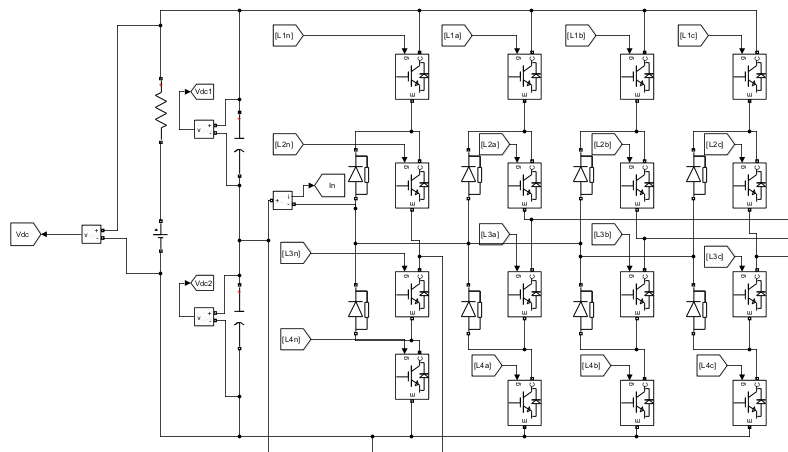 [L1n]
[L1a]
[L1b]
[L1c]
g C
g C
g C
g C
E
E
E
E
Vdc1
v + -
[L2n]
[L2a]
[L2b]
[L2c]
g C
g C
g C
g C
E
E
E
E
In
+ i -
Vdc
v + -
[L3n]
[L3a]
[L3b]
[L3c]
g C
g C
g C
g C
E
E
E
E
Vdc2
v + -
[L4n]
[L4a]
[L4b]
[L4c]
g C
g C
g C
g C
E
E
E
E